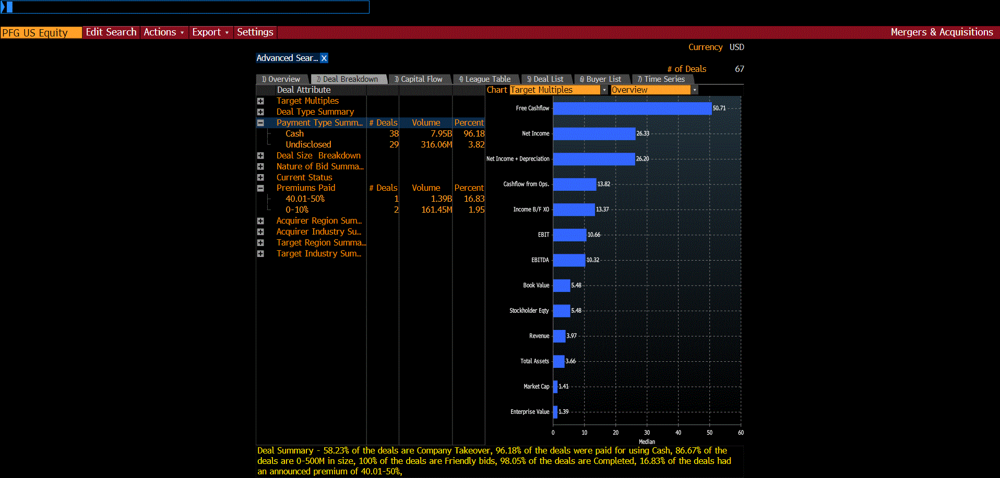 PFG US Equity Edit Search Actions Export Settings Mergers & Acquisitions
Currency USD
Advanced Sear... X
# of Deals 67
1) Overview 2) Deal Breakdown 3) Capital Flow 4) League Table 5) Deal List 6) Buyer List 7) Time Series
Deal Attribute
Target Multiples
Deal Type Summary
Payment Type Summ... # Deals Volume Percent
Cash 38 7.95B 96.18
Undisclosed 29 316.06M 3.82
Deal Size Breakdown
Nature of Bid Summa...
Current Status
Premiums Paid # Deals Volume Percent
40.01-50% 1 1.39B 16.83
0-10% 2 161.45M 1.95
Acquirer Region Sum...
Acquirer Industry Su...
Target Region Summa...
Target Industry Sum...
Chart Target Multiples Overview
Free Cashflow 50.71
Net Income 26.33
Net Income + Depreciation 26.20
Cashflow from Ops. 13.82
Income B/F XO 13.37
EBIT 10.66
EBITDA 10.32
Book Value 5.48
Stockholder Eqty 5.48
Revenue 3.97
Total Assets 3.66
Market Cap 1.41
Enterprise Value 1.39
0 10 20 30 40 50 60
Median
Deal Summary - 58.23% of the deals are Company Takeover, 96.18% of the deals were paid for using Cash, 86.67% of the
deals are 0-500M in size, 100% of the deals are Friendly bids, 98.05% of the deals are Completed, 16.83% of the deals had
an announced premium of 40.01-50%,